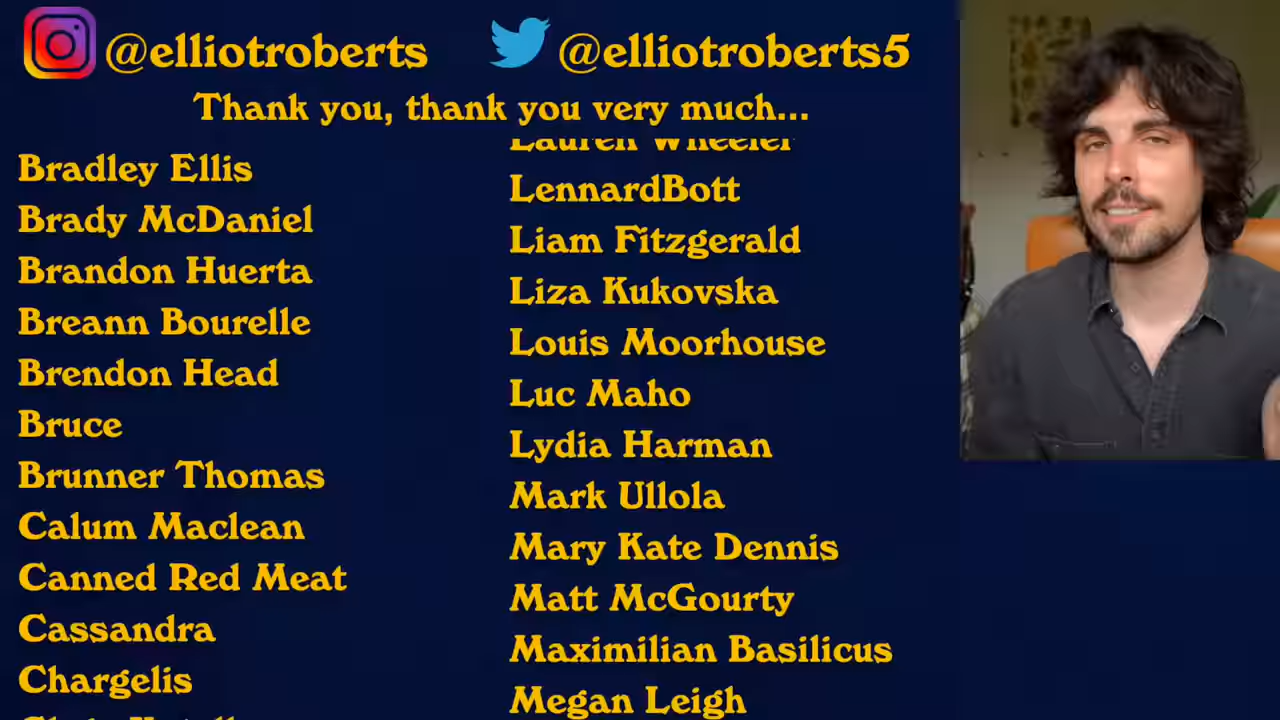 @elliotroberts @elliotroberts5
Thank you, thank you very much...
Bradley Ellis
Brady McDaniel
Brandon Huerta
Breann Bourelle
Brendon Head
Bruce
Brunner Thomas
Calum Maclean
Canned Red Meat
Cassandra
Chargelis
Lauren Wheeler
LennardBott
Liam Fitzgerald
Liza Kukovska
Louis Moorhouse
Luc Maho
Lydia Harman
Mark Ullola
Mary Kate Dennis
Matt McGourty
Maximilian Basilicus
Megan Leigh